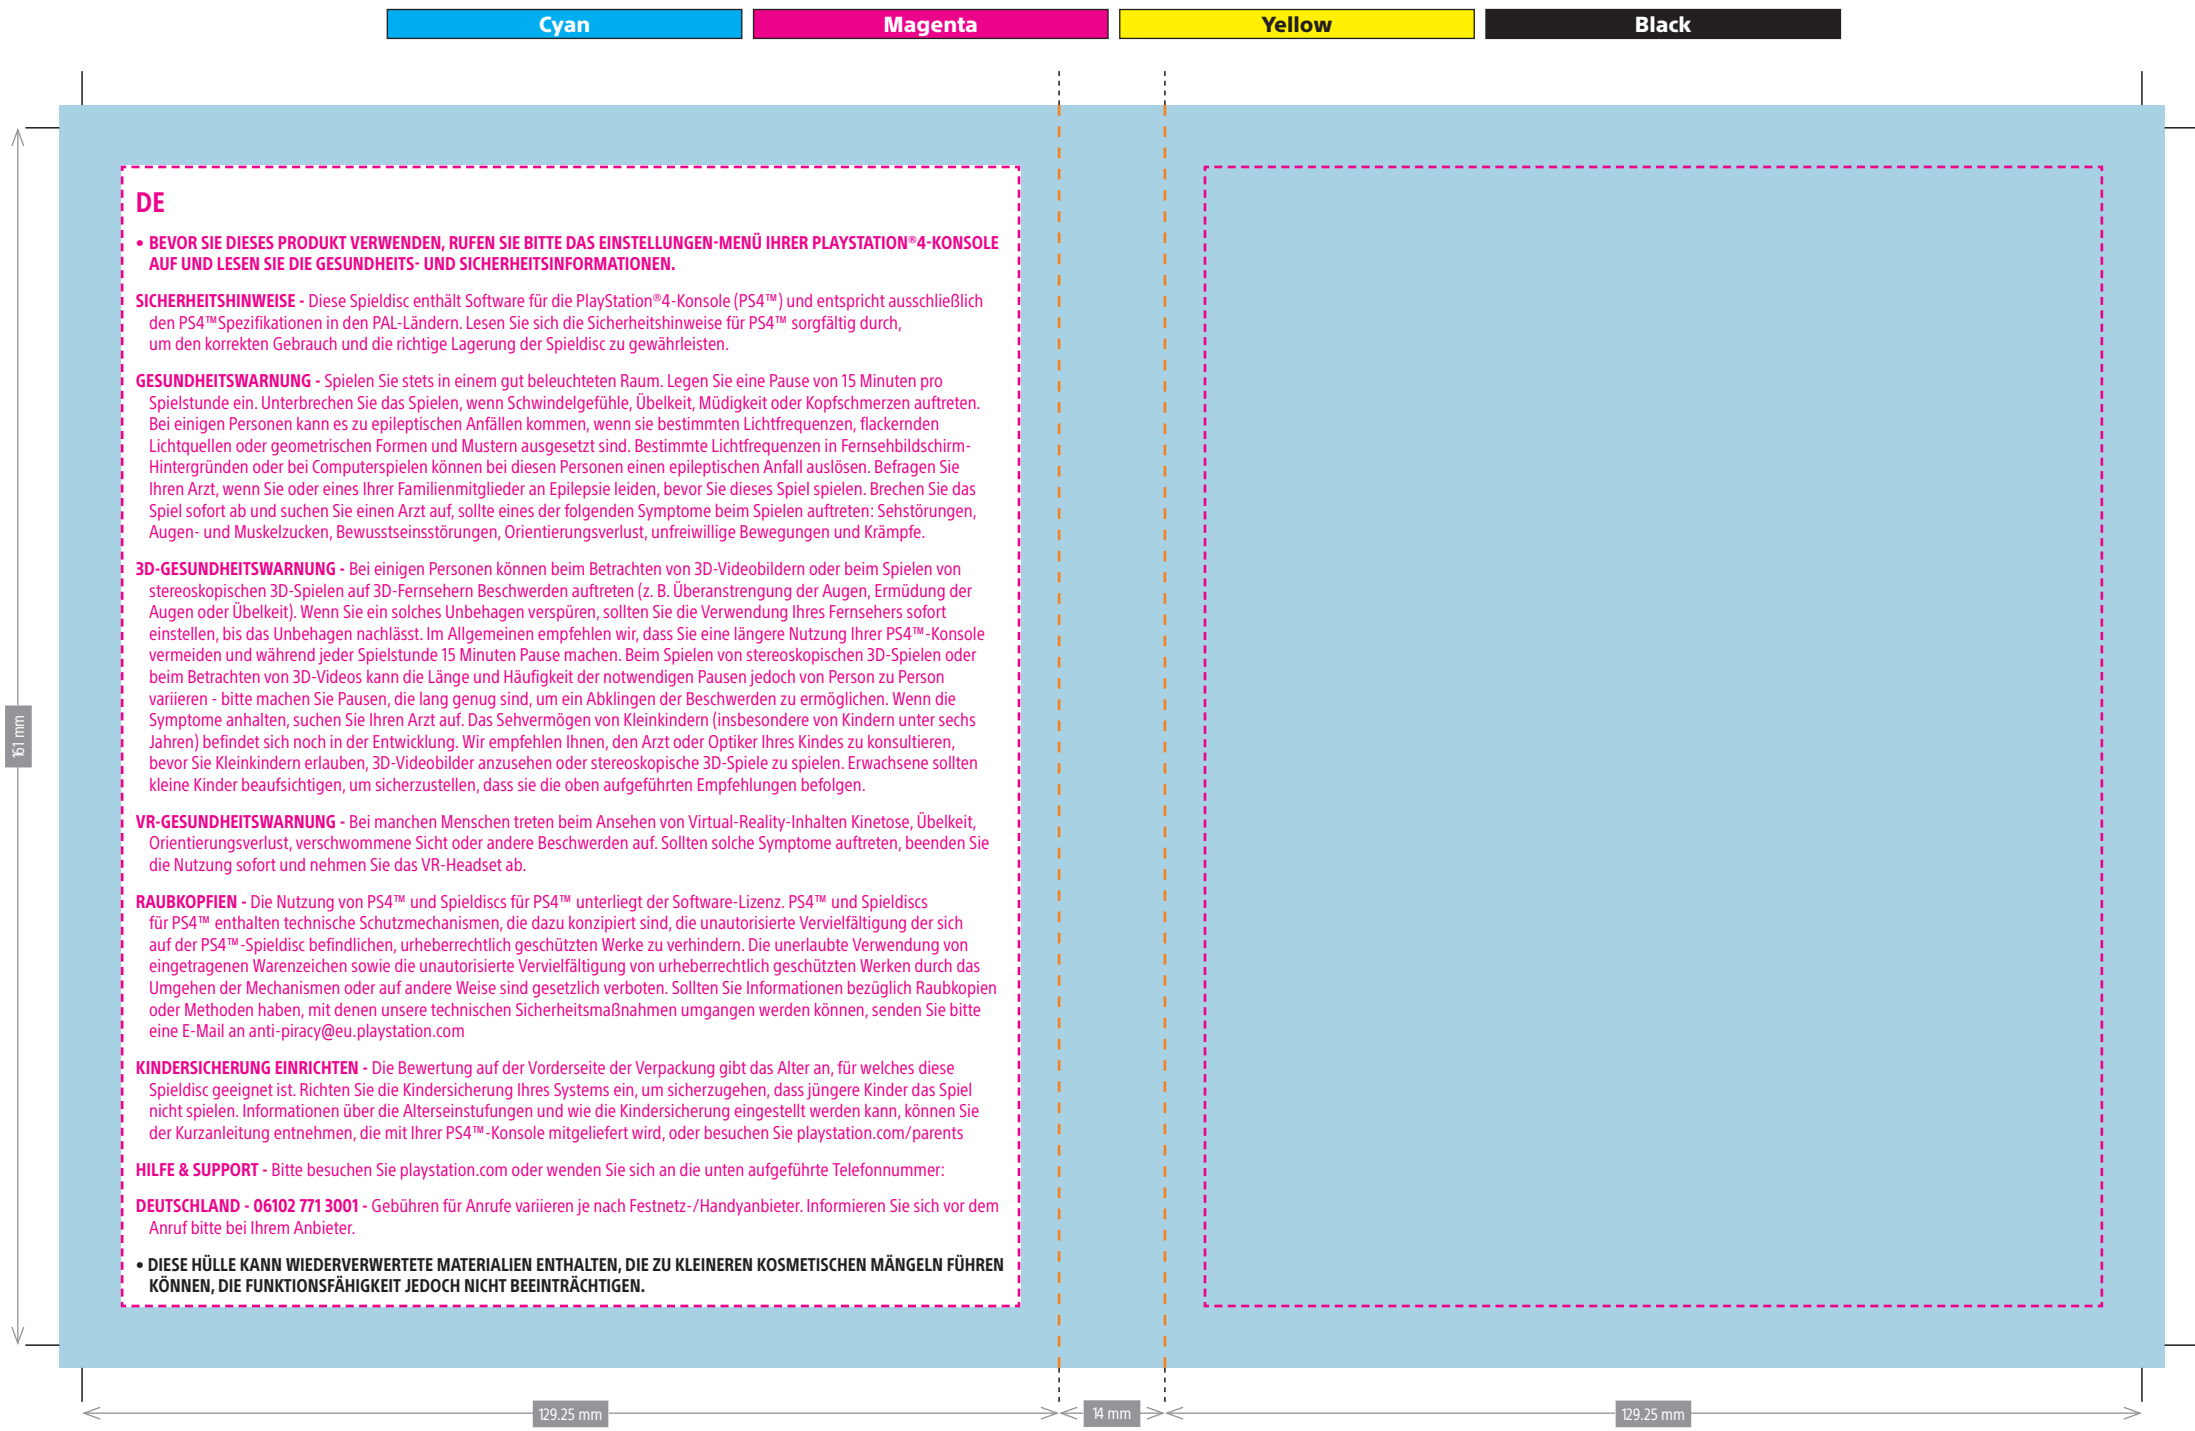 Cyan
Magenta
Yellow
Black
DE
• BEVOR SIE DIESES PRODUKT VERWENDEN, RUFEN SIE BITTE DAS EINSTELLUNGEN-MENÜ IHRER PLAYSTATION®4-KONSOLE
AUF UND LESEN SIE DIE GESUNDHEITS- UND SICHERHEITSINFORMATIONEN.
SICHERHEITSHINWEISE - Diese Spieldisc enthält Software für die PlayStation®4-Konsole (PS4™) und entspricht ausschließlich
den PS4™Spezifikationen in den PAL-Ländern. Lesen Sie sich die Sicherheitshinweise für PS4™ sorgfältig durch,
um den korrekten Gebrauch und die richtige Lagerung der Spieldisc zu gewährleisten.
GESUNDHEITSWARNUNG - Spielen Sie stets in einem gut beleuchteten Raum. Legen Sie eine Pause von 15 Minuten pro
Spielstunde ein. Unterbrechen Sie das Spielen, wenn Schwindelgefühle, Übelkeit, Müdigkeit oder Kopfschmerzen auftreten.
Bei einigen Personen kann es zu epileptischen Anfällen kommen, wenn sie bestimmten Lichtfrequenzen, flackernden
Lichtquellen oder geometrischen Formen und Mustern ausgesetzt sind. Bestimmte Lichtfrequenzen in Fernsehbildschirm-
Hintergründen oder bei Computerspielen können bei diesen Personen einen epileptischen Anfall auslösen. Befragen Sie
Ihren Arzt, wenn Sie oder eines Ihrer Familienmitglieder an Epilepsie leiden, bevor Sie dieses Spiel spielen. Brechen Sie das
Spiel sofort ab und suchen Sie einen Arzt auf, sollte eines der folgenden Symptome beim Spielen auftreten: Sehstörungen,
Augen- und Muskelzucken, Bewusstseinsstörungen, Orientierungsverlust, unfreiwillige Bewegungen und Krämpfe.
3D-GESUNDHEITSWARNUNG - Bei einigen Personen können beim Betrachten von 3D-Videobildern oder beim Spielen von
stereoskopischen 3D-Spielen auf 3D-Fernsehern Beschwerden auftreten (z. B. Überanstrengung der Augen, Ermüdung der
Augen oder Übelkeit). Wenn Sie ein solches Unbehagen verspüren, sollten Sie die Verwendung Ihres Fernsehers sofort
einstellen, bis das Unbehagen nachlässt. Im Allgemeinen empfehlen wir, dass Sie eine längere Nutzung Ihrer PS4™-Konsole
vermeiden und während jeder Spielstunde 15 Minuten Pause machen. Beim Spielen von stereoskopischen 3D-Spielen oder
beim Betrachten von 3D-Videos kann die Länge und Häufigkeit der notwendigen Pausen jedoch von Person zu Person
variieren - bitte machen Sie Pausen, die lang genug sind, um ein Abklingen der Beschwerden zu ermöglichen. Wenn die
Symptome anhalten, suchen Sie Ihren Arzt auf. Das Sehvermögen von Kleinkindern (insbesondere von Kindern unter sechs
Jahren) befindet sich noch in der Entwicklung. Wir empfehlen Ihnen, den Arzt oder Optiker Ihres Kindes zu konsultieren,
bevor Sie Kleinkindern erlauben, 3D-Videobilder anzusehen oder stereoskopische 3D-Spiele zu spielen. Erwachsene sollten
kleine Kinder beaufsichtigen, um sicherzustellen, dass sie die oben aufgeführten Empfehlungen befolgen.
VR-GESUNDHEITSWARNUNG - Bei manchen Menschen treten beim Ansehen von Virtual-Reality-Inhalten Kinetose, Übelkeit,
Orientierungsverlust, verschwommene Sicht oder andere Beschwerden auf. Sollten solche Symptome auftreten, beenden Sie
die Nutzung sofort und nehmen Sie das VR-Headset ab.
RAUBKOPFIEN - Die Nutzung von PS4™ und Spieldiscs für PS4™ unterliegt der Software-Lizenz. PS4™ und Spieldiscs
für PS4™ enthalten technische Schutzmechanismen, die dazu konzipiert sind, die unautorisierte Vervielfältigung der sich
auf der PS4™-Spieldisc befindlichen, urheberrechtlich geschützten Werke zu verhindern. Die unerlaubte Verwendung von
eingetragenen Warenzeichen sowie die unautorisierte Vervielfältigung von urheberrechtlich geschützten Werken durch das
Umgehen der Mechanismen oder auf andere Weise sind gesetzlich verboten. Sollten Sie Informationen bezüglich Raubkopien
oder Methoden haben, mit denen unsere technischen Sicherheitsmaßnahmen umgangen werden können, senden Sie bitte
eine E-Mail an anti-piracy@eu.playstation.com
KINDERSICHERUNG EINRICHTEN - Die Bewertung auf der Vorderseite der Verpackung gibt das Alter an, für welches diese
Spieldisc geeignet ist. Richten Sie die Kindersicherung Ihres Systems ein, um sicherzugehen, dass jüngere Kinder das Spiel
nicht spielen. Informationen über die Alterseinstufungen und wie die Kindersicherung eingestellt werden kann, können Sie
der Kurzanleitung entnehmen, die mit Ihrer PS4™-Konsole mitgeliefert wird, oder besuchen Sie playstation.com/parents
HILFE & SUPPORT - Bitte besuchen Sie playstation.com oder wenden Sie sich an die unten aufgeführte Telefonnummer:
DEUTSCHLAND - 06102 771 3001 - Gebühren für Anrufe variieren je nach Festnetz-/Handyanbieter. Informieren Sie sich vor dem
Anruf bitte bei Ihrem Anbieter.
• DIESE HÜLLE KANN WIEDERVERWERTETE MATERIALIEN ENTHALTEN, DIE ZU KLEINEREN KOSMETISCHEN MÄNGELN FÜHREN
KÖNNEN, DIE FUNKTIONSFÄHIGKEIT JEDOCH NICHT BEEINTRÄCHTIGEN.
161 mm
129.25 mm
14 mm
129.25 mm